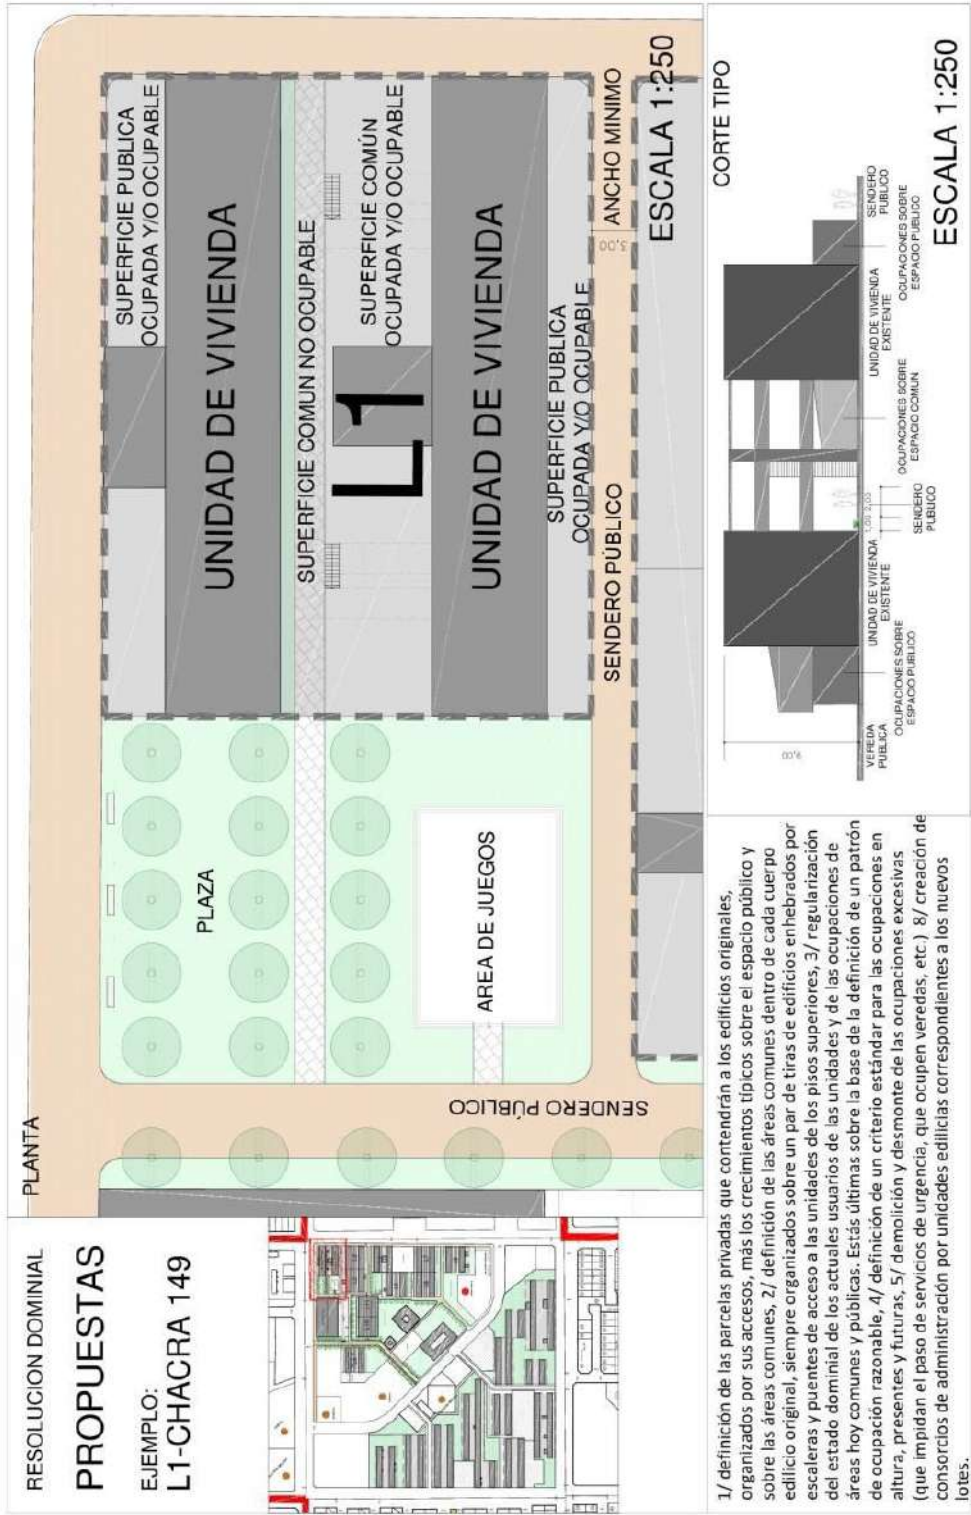 RESOLUCION DOMINIAL
PROPUESTAS
EJEMPLO:
L1-CHACRA 149
PLANTA
SUPERFICIE PUBLICA
OCUPADA Y/O OCUPABLE
UNIDAD DE VIVIENDA
SUPERFICIE COMUN NO OCUPABLE
SUPERFICIE COMÚN
OCUPADA Y/O OCUPABLE
L1
UNIDAD DE VIVIENDA
SUPERFICIE PUBLICA
OCUPADA Y/O OCUPABLE
PLAZA
AREA DE JUEGOS
SENDERO PÚBLICO
SENDERO PÚBLICO
3,00
ANCHO MINIMO
ESCALA 1:250
1/ definición de las parcelas privadas que contendrán a los edificios originales,
organizados por sus accesos, más los crecimientos típicos sobre el espacio público y
sobre las áreas comunes, 2/ definición de las áreas comunes dentro de cada cuerpo
edilicio original, siempre organizados sobre un par de tiras de edificios enhebrados por
escaleras y puentes de acceso a las unidades de los pisos superiores, 3/ regularización
del estado dominial de los actuales usuarios de las unidades y de las ocupaciones de
áreas hoy comunes y públicas. Estás últimas sobre la base de la definición de un patrón
de ocupación razonable, 4/ definición de un criterio estándar para las ocupaciones en
altura, presentes y futuras, 5/ demolición y desmonte de las ocupaciones excesivas
(que impidan el paso de servicios de urgencia, que ocupen veredas, etc.) 8/ creación de
consorcios de administración por unidades edilicias correspondientes a los nuevos
lotes.
CORTE TIPO
9,00
1,00 2,00
VEREDA
PUBLICA
OCUPACIONES SOBRE
ESPACIO PUBLICO
UNIDAD DE VIVIENDA
EXISTENTE
SENDERO
PUBLICO
OCUPACIONES SOBRE
ESPACIO COMUN
UNIDAD DE VIVIENDA
EXISTENTE
OCUPACIONES SOBRE
ESPACIO PUBLICO
SENDERO
PUBLICO
ESCALA 1:250